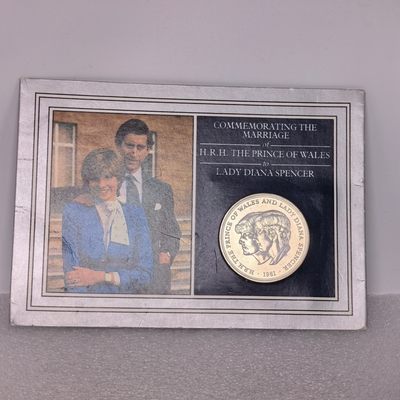 COMMEMORATING THE
MARRIAGE
of
H.R.H. THE PRINCE OF WALES
to
LADY DIANA SPENCER
H.R.H. THE PRINCE OF WALES AND LADY DIANA SPENCER
· 1981 ·